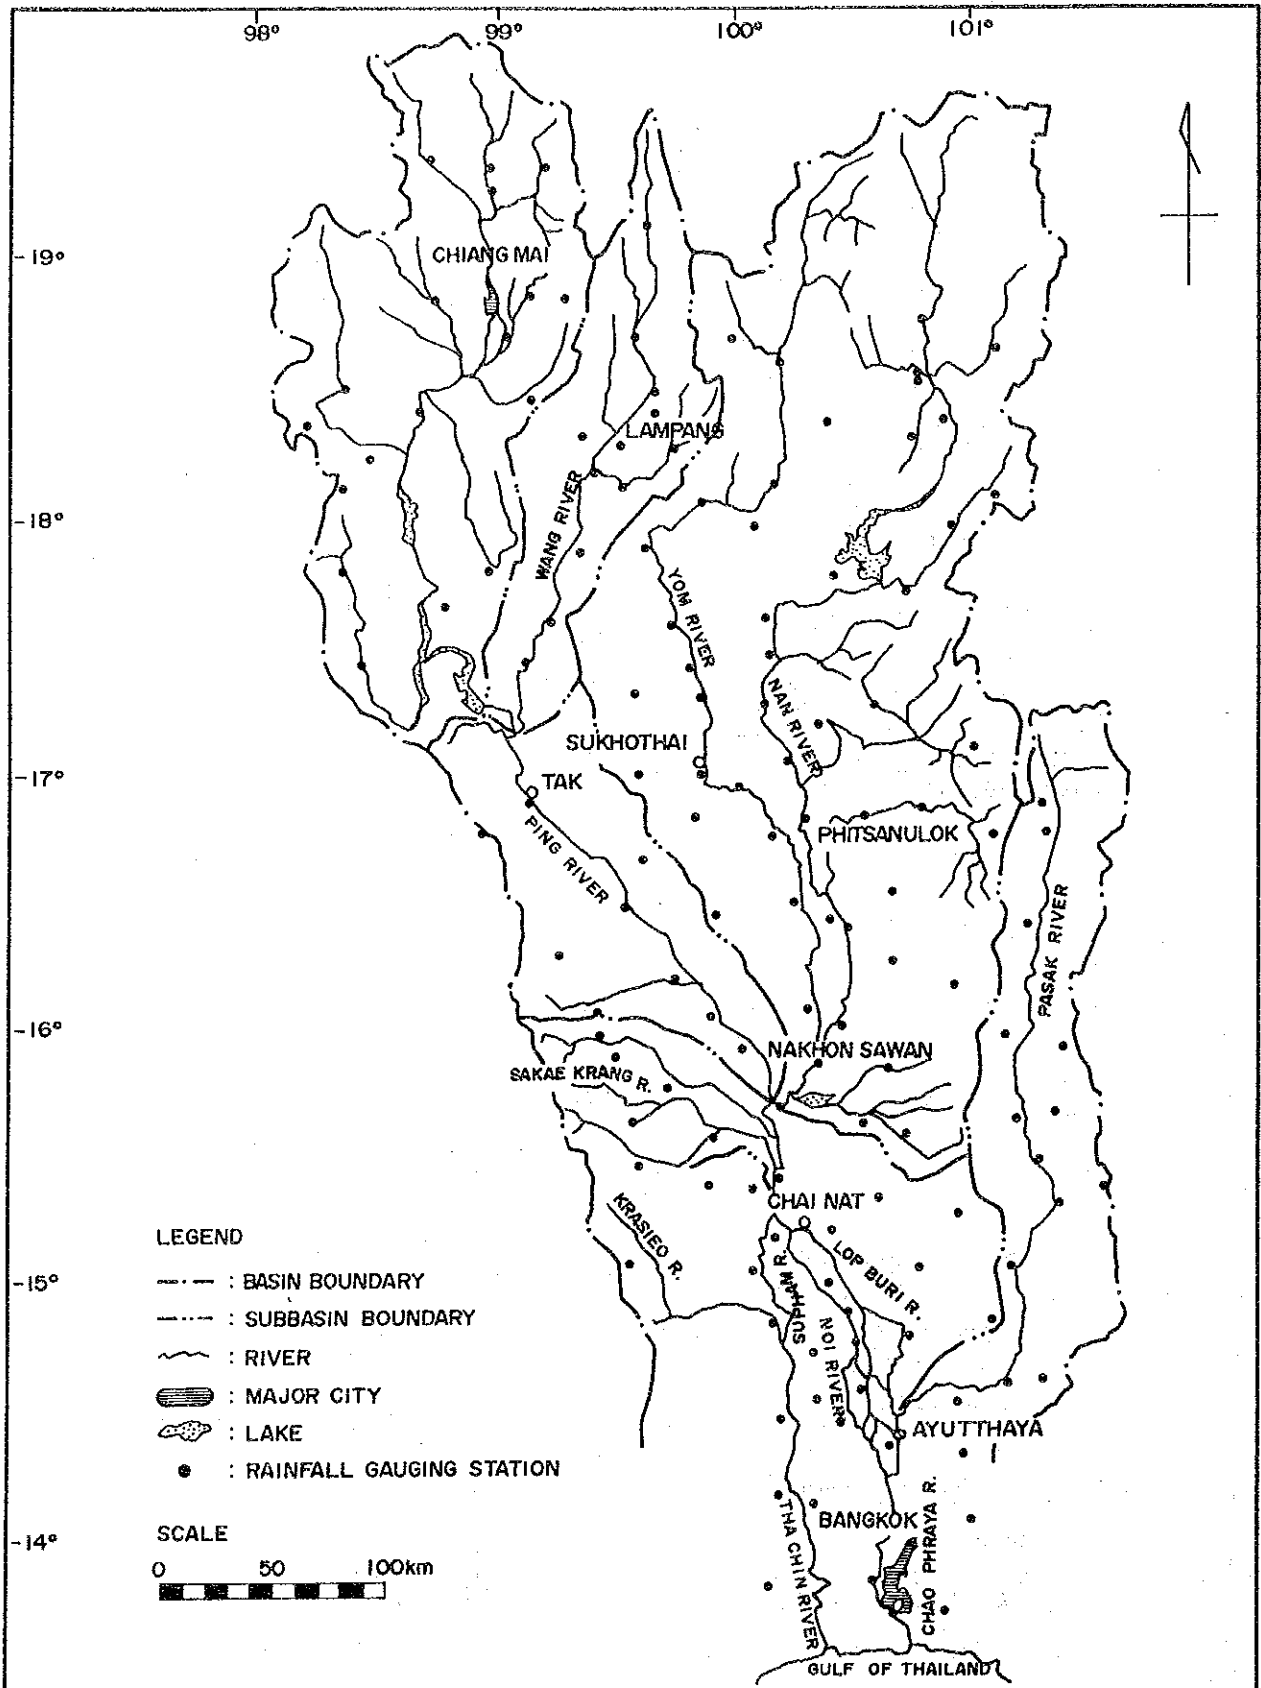 98°
99°
100°
101°
-19°
-18°
-17°
-16°
-15°
-14°
CHIANG MAI
LAMPANG
WANG RIVER
YOM RIVER
NAN RIVER
SUKHOTHAI
TAK
PING RIVER
PHITSANULOK
PASAK RIVER
NAKHON SAWAN
SAKAE KRANG R.
CHAI NAT
KRASIEO R.
LOP BURI R.
SUPHAM R.
NOI RIVER
AYUTTHAYA
BANGKOK
CHAO PHRAYA R.
THA CHIN RIVER
GULF OF THAILAND
LEGEND
: BASIN BOUNDARY
: SUBBASIN BOUNDARY
: RIVER
: MAJOR CITY
: LAKE
: RAINFALL GAUGING STATION
SCALE
0 50 100km